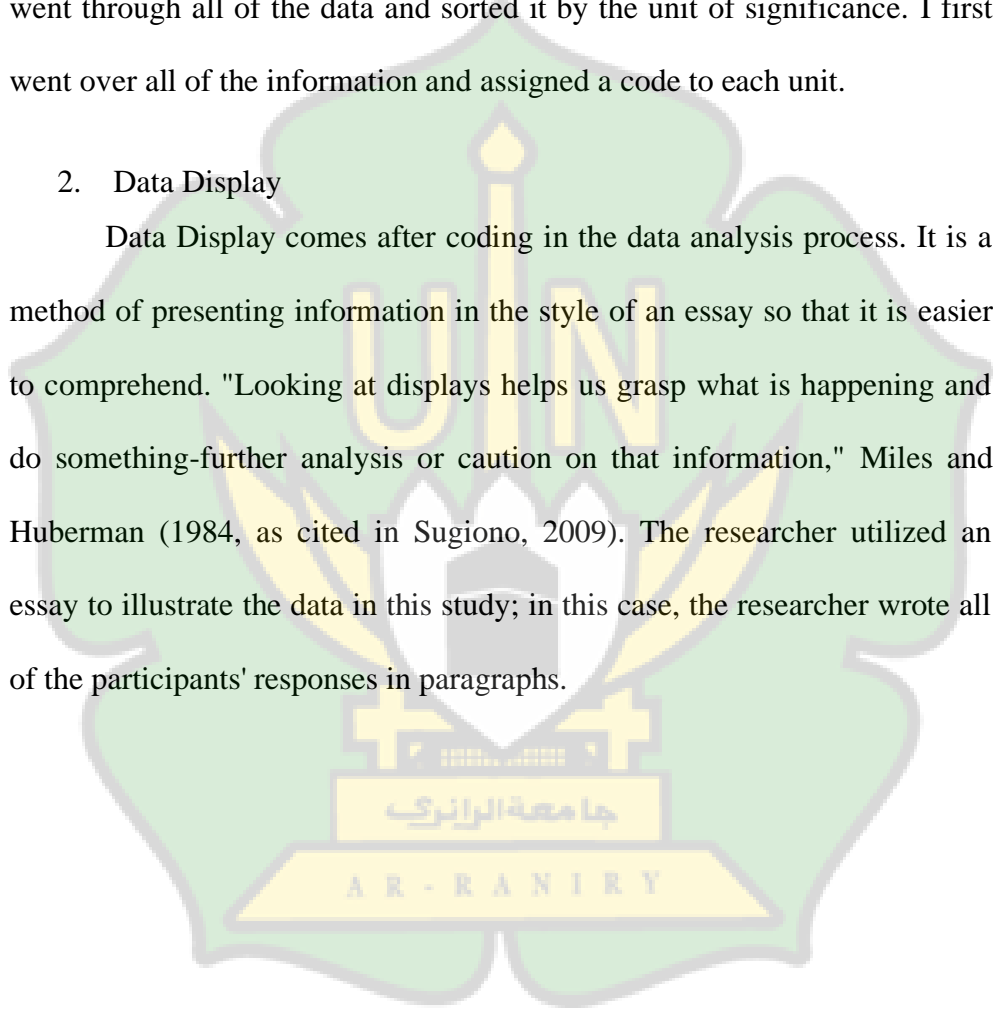 went through all of the data and sorted it by the unit of significance. I first
went over all of the information and assigned a code to each unit.
2. Data Display
Data Display comes after coding in the data analysis process. It is a
method of presenting information in the style of an essay so that it is easier
to comprehend. "Looking at displays helps us grasp what is happening and
do something-further analysis or caution on that information," Miles and
Huberman (1984, as cited in Sugiono, 2009). The researcher utilized an
essay to illustrate the data in this study; in this case, the researcher wrote all
of the participants' responses in paragraphs.
UIN
جامعة الرانري
AR-RANIRY